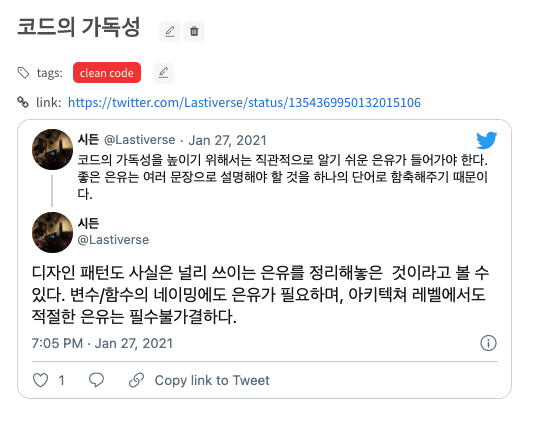 코드의 가독성
tags: clean code
link: https://twitter.com/Lastiverse/status/1354369950132015106
시든 @Lastiverse · Jan 27, 2021
코드의 가독성을 높이기 위해서는 직관적으로 알기 쉬운 은유가 들어가야 한다.
좋은 은유는 여러 문장으로 설명해야 할 것을 하나의 단어로 함축해주기 때문이
다.
시든
@Lastiverse
디자인 패턴도 사실은 널리 쓰이는 은유를 정리해놓은  것이라고 볼 수
있다. 변수/함수의 네이밍에도 은유가 필요하며, 아키텍쳐 레벨에서도
적절한 은유는 필수불가결하다.
7:05 PM · Jan 27, 2021
1 Copy link to Tweet